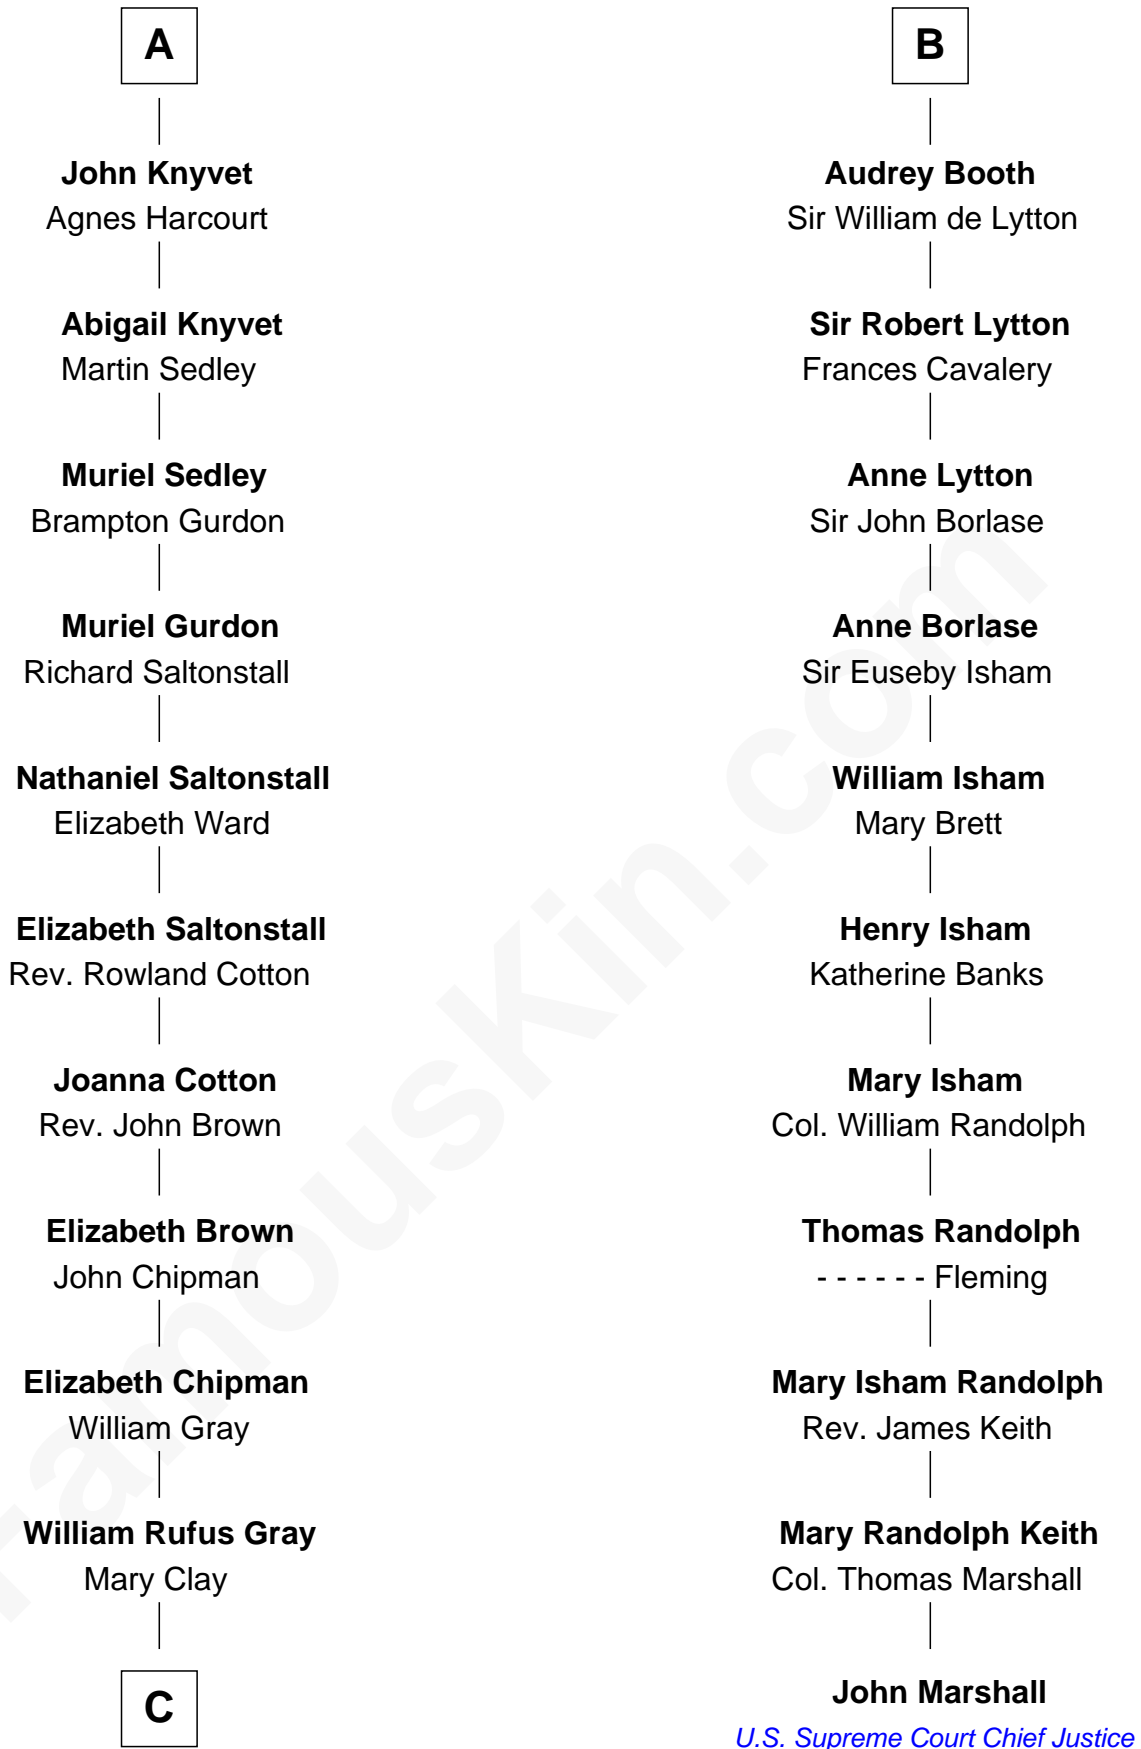 A
John Knyvet
Agnes Harcourt
Abigail Knyvet
Martin Sedley
Muriel Sedley
Brampton Gurdon
Muriel Gurdon
Richard Saltonstall
Nathaniel Saltonstall
Elizabeth Ward
Elizabeth Saltonstall
Rev. Rowland Cotton
Joanna Cotton
Rev. John Brown
Elizabeth Brown
John Chipman
Elizabeth Chipman
William Gray
William Rufus Gray
Mary Clay
C
B
Audrey Booth
Sir William de Lytton
Sir Robert Lytton
Frances Cavalery
Anne Lytton
Sir John Borlase
Anne Borlase
Sir Euseby Isham
William Isham
Mary Brett
Henry Isham
Katherine Banks
Mary Isham
Col. William Randolph
Thomas Randolph
- - - - - - Fleming
Mary Isham Randolph
Rev. James Keith
Mary Randolph Keith
Col. Thomas Marshall
John Marshall
U.S. Supreme Court Chief Justice
FamousKin.com